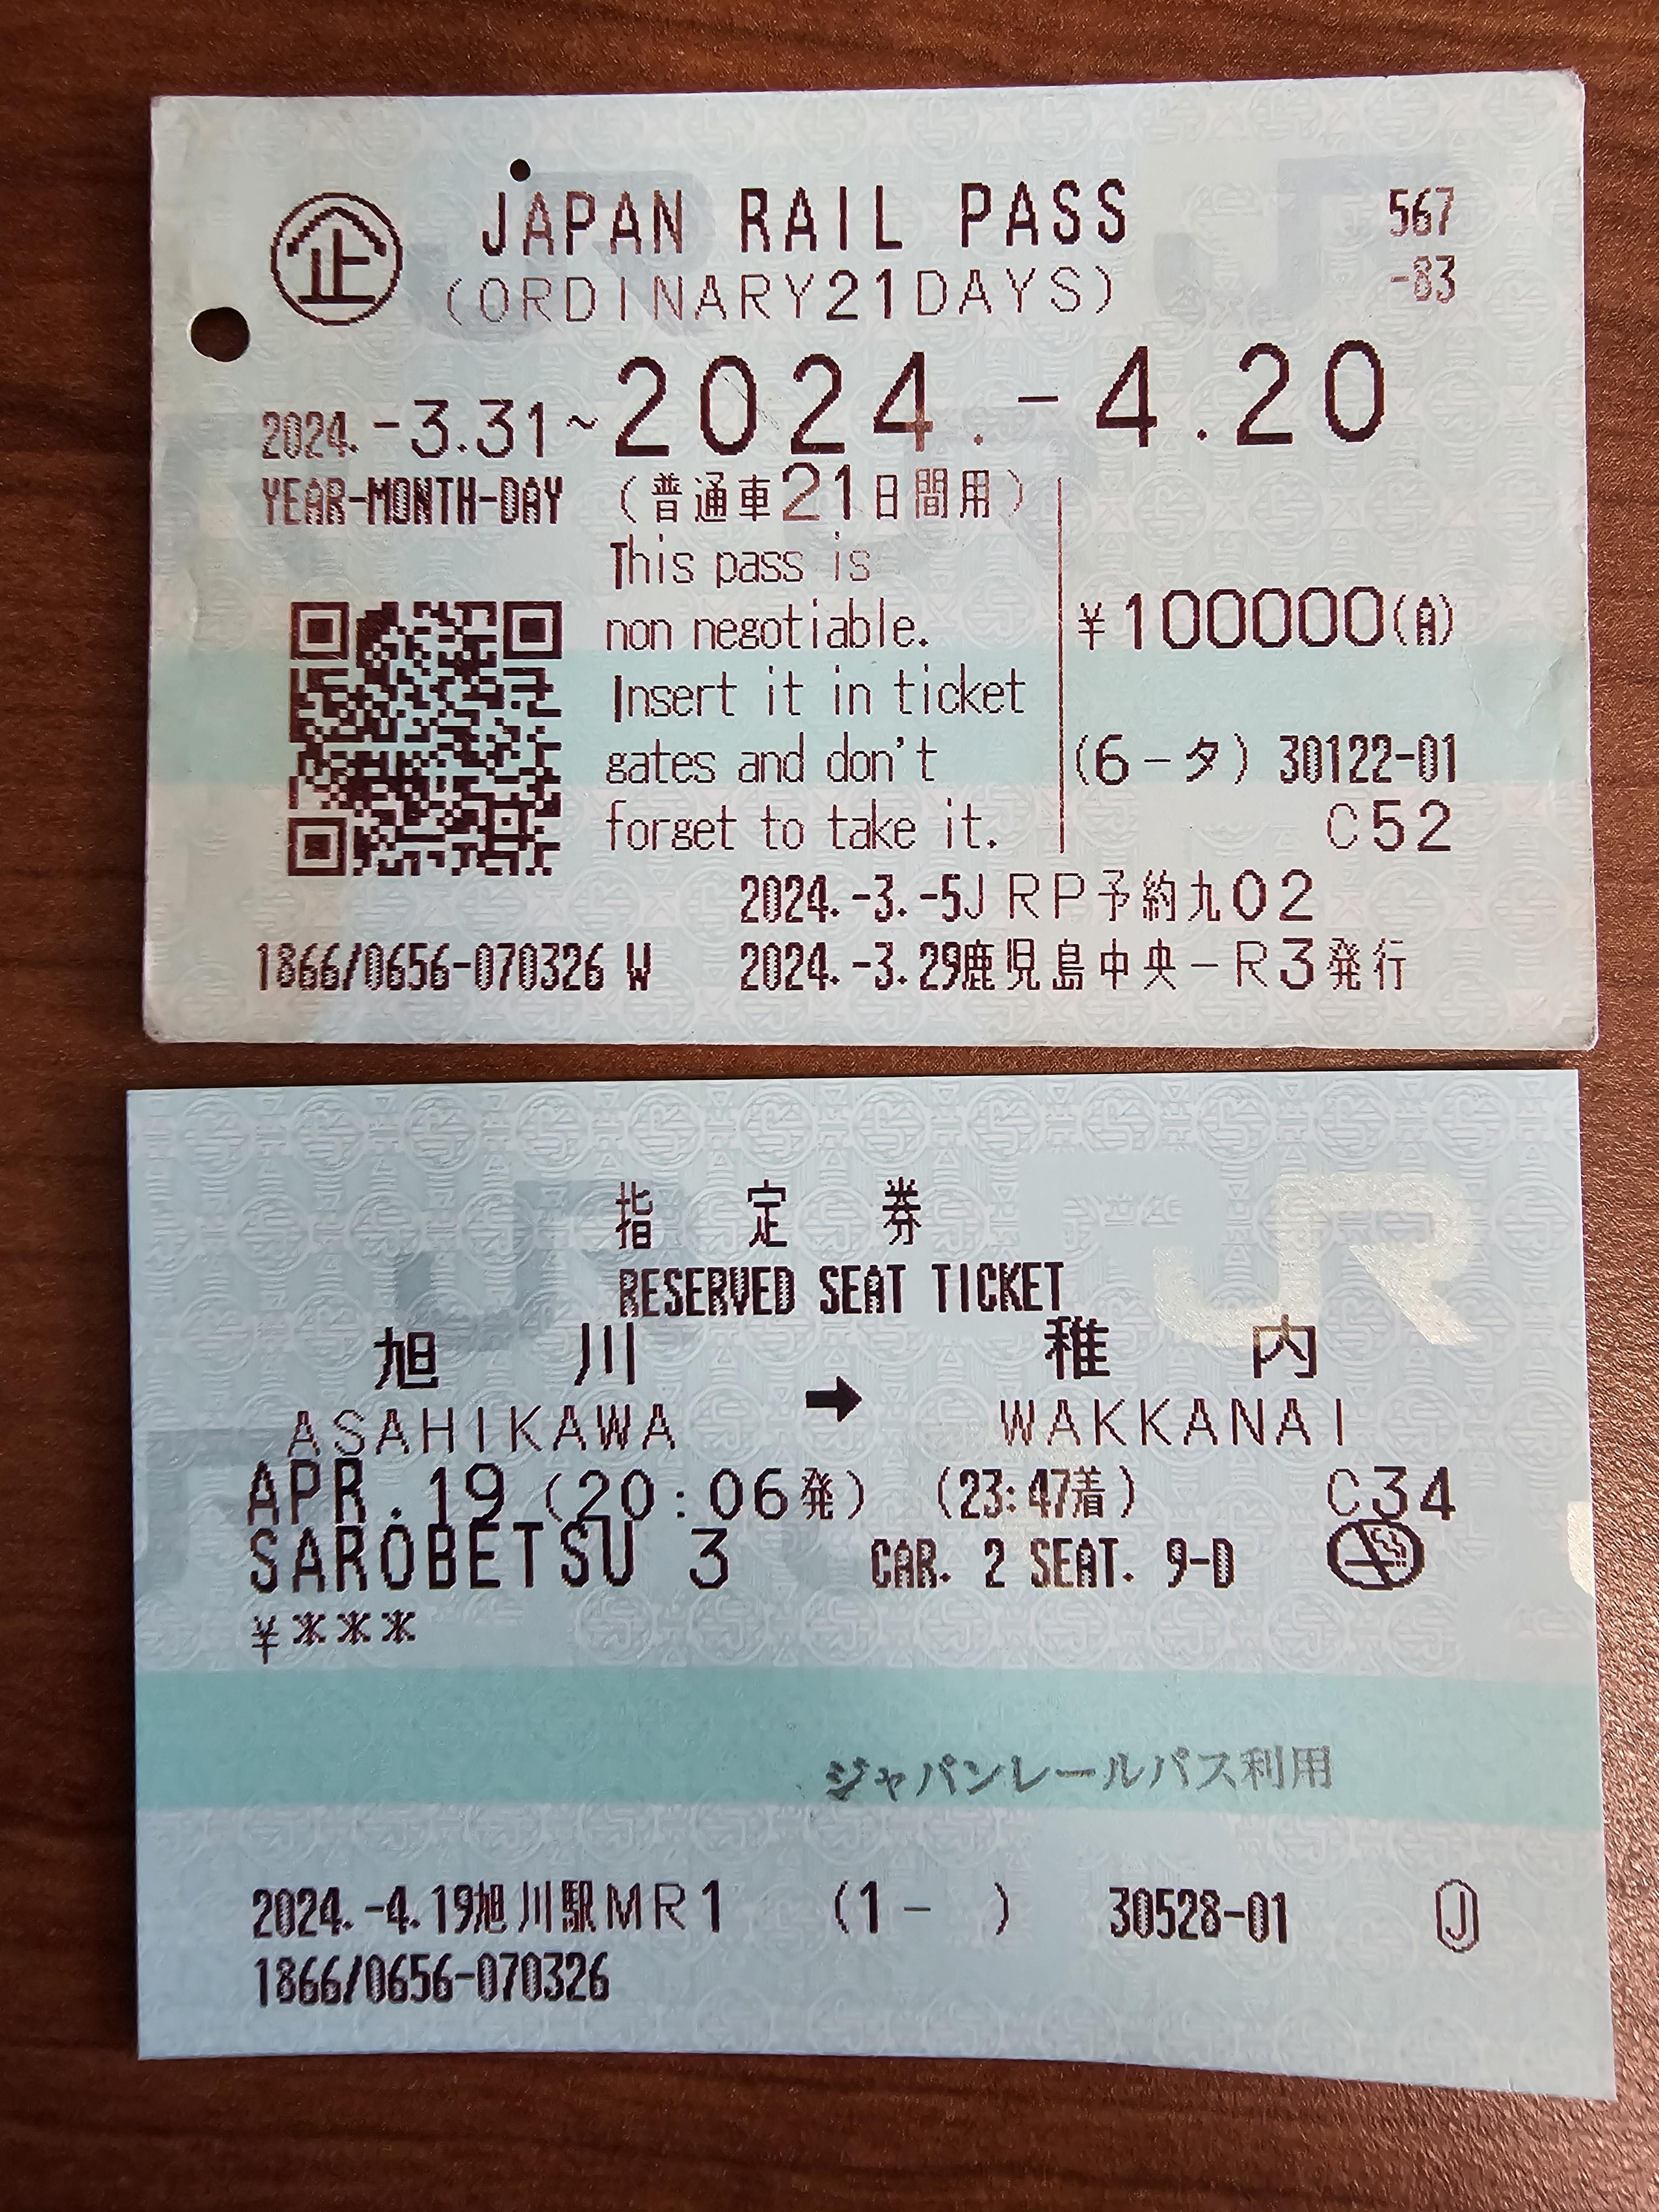 企 JAPAN RAIL PASS 567
(ORDINARY21DAYS) -83
2024.-3.31~2024.-4.20
YEAR-MONTH-DAY (普通車21日間用)
This pass is
non negotiable. ¥100000(A)
Insert it in ticket
gates and don't (6-タ) 30122-01
forget to take it. C52
2024.-3.-5JRP予約九02
1866/0656-070326 W 2024.-3.29鹿児島中央-R3発行
JR JR
指定券
RESERVED SEAT TICKET
旭川 ➡ 稚内
ASAHIKAWA WAKKANAI
APR.19(20:06発) (23:47着) C34
SAROBETSU 3 CAR. 2 SEAT. 9-D
¥***
ジャパンレールパス利用
2024.-4.19旭川駅MR1 (1- ) 30528-01 J
1866/0656-070326